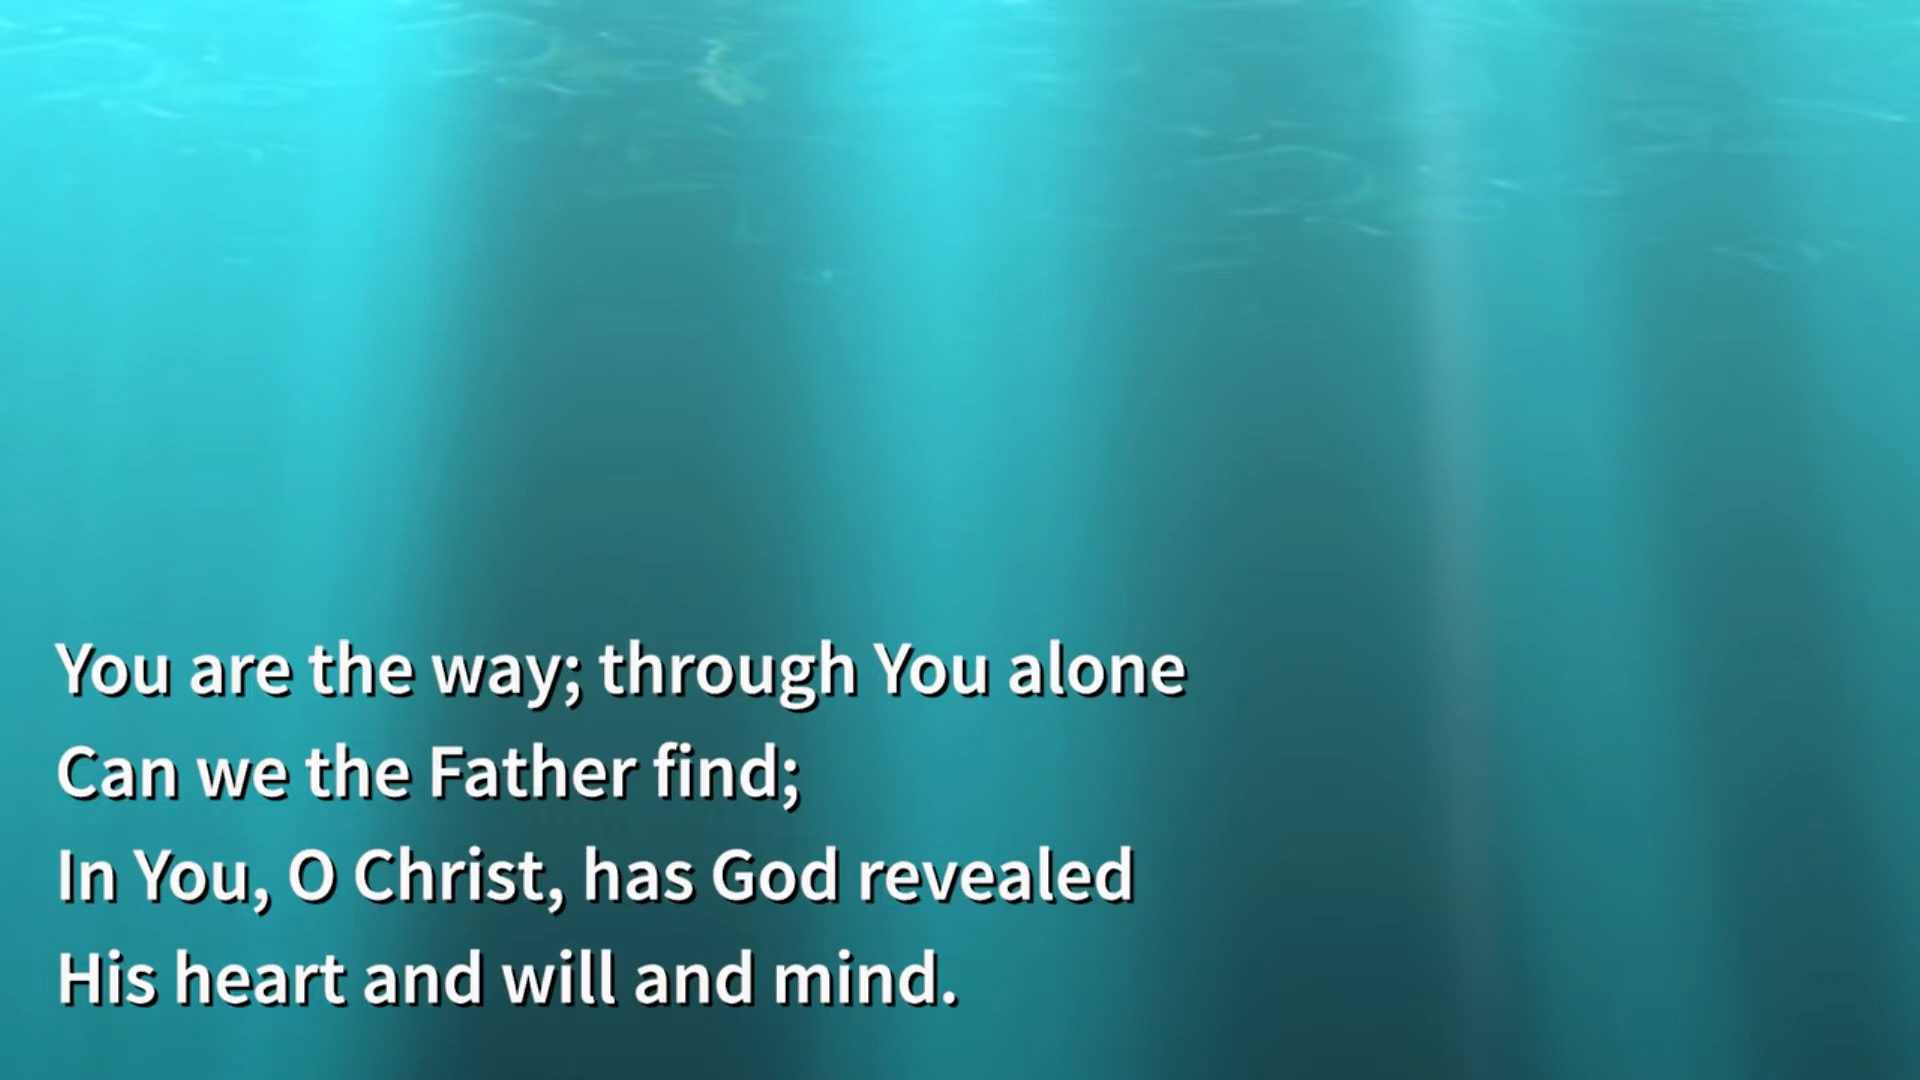 You are the way; through You alone
Can we the Father find;
In You, O Christ, has God revealed
His heart and will and mind.